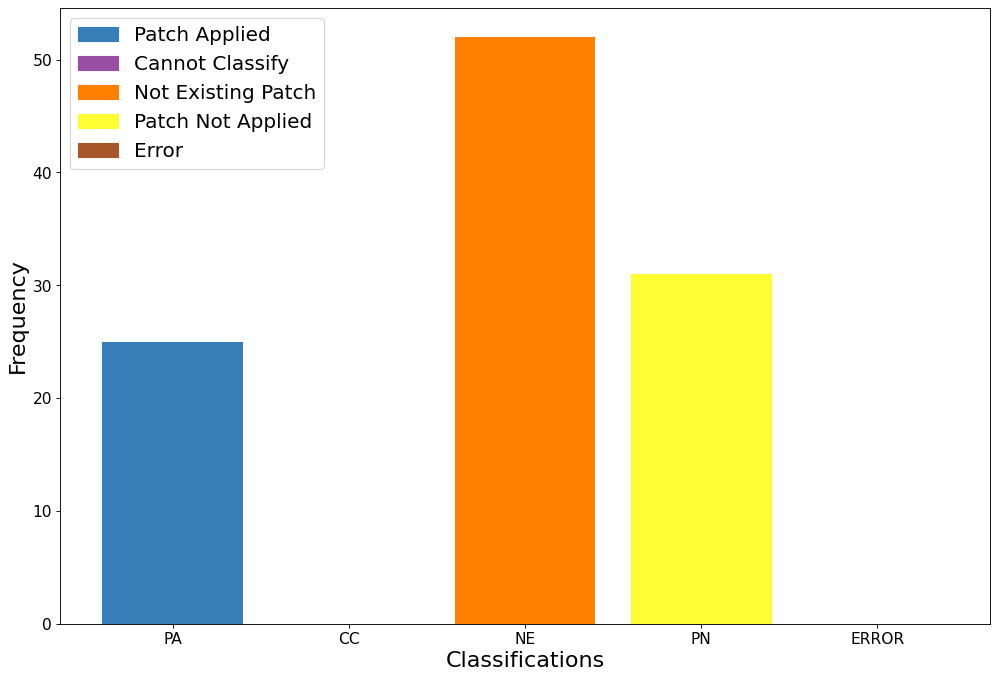 Patch Applied
Cannot Classify
Not Existing Patch
Patch Not Applied
Error
Frequency
50
40
30
20
10
0
PA CC NE PN ERROR
Classifications